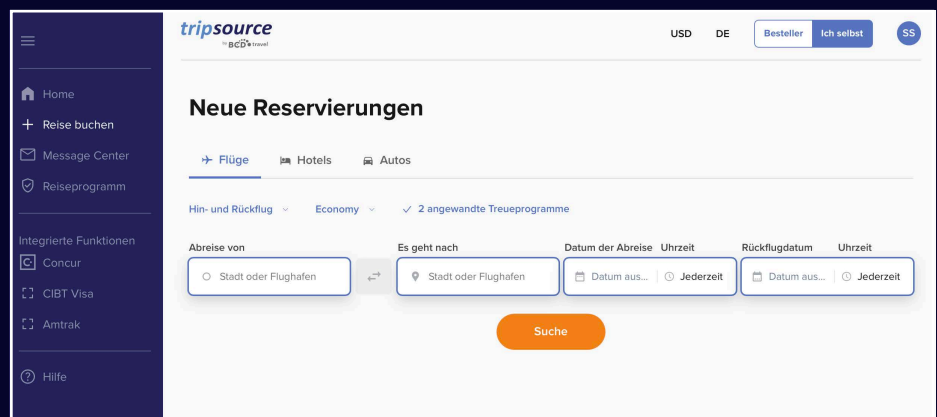 tripsource
by BCD travel
USD DE Besteller Ich selbst SS
Home
Reise buchen
Message Center
Reiseprogramm
Integrierte Funktionen
Concur
CIBT Visa
Amtrak
Hilfe
Neue Reservierungen
Flüge Hotels Autos
Hin- und Rückflug Economy 2 angewandte Treueprogramme
Abreise von Es geht nach Datum der Abreise Uhrzeit Rückflugdatum Uhrzeit
Stadt oder Flughafen Stadt oder Flughafen Datum aus... Jederzeit Datum aus... Jederzeit
Suche